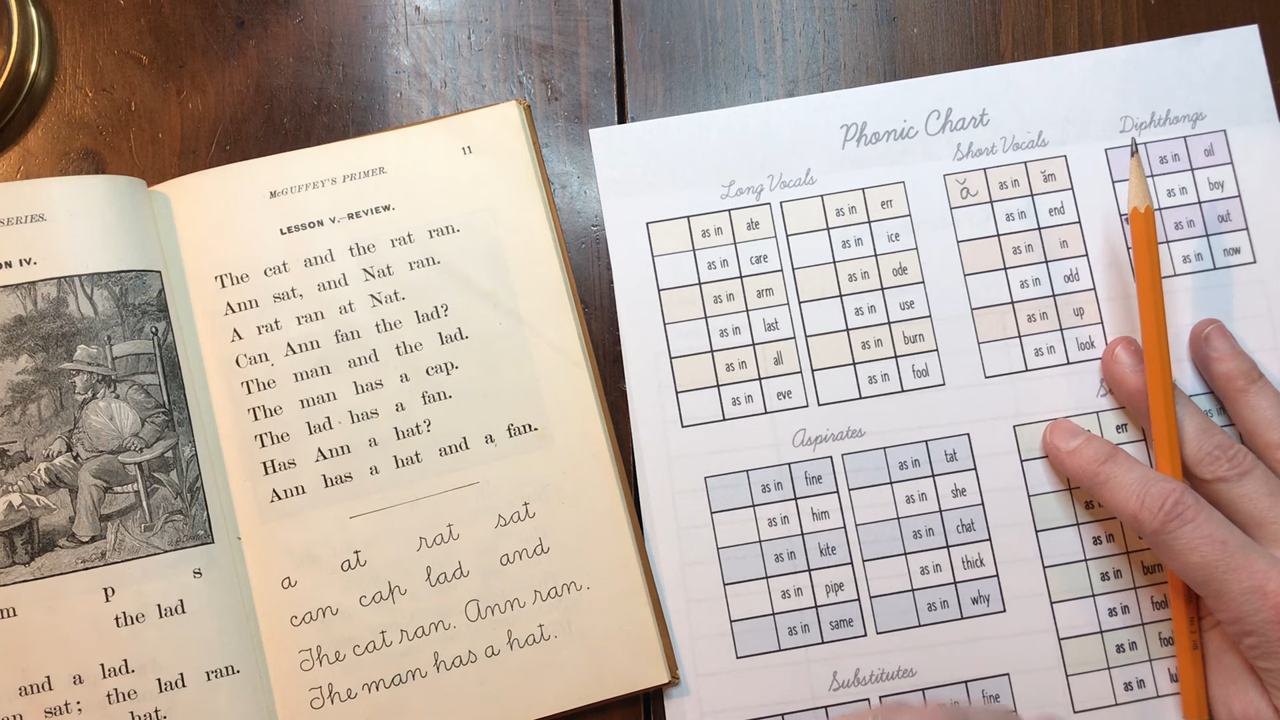 SERIES.
ON IV.
m p s
the lad
and a lad.
an sat; the lad ran.
hat.
McGUFFEY'S PRIMER. 11
LESSON V.—REVIEW.
The cat and the rat ran.
Ann sat, and Nat ran.
A rat ran at Nat.
Can Ann fan the lad?
The man and the lad.
The man has a cap.
The lad has a fan.
Has Ann a hat?
Ann has a hat and a fan.
a at rat sat
can cap lad and
The cat ran. Ann ran.
The man has a hat.
Phonic Chart
Long Vocals
as in ate
as in care
as in arm
as in last
as in all
as in eve
as in err
as in ice
as in ode
as in use
as in burn
as in fool
Short Vocals
ă as in ăm
as in end
as in in
as in odd
as in up
as in look
Diphthongs
as in oil
as in boy
as in out
as in now
Aspirates
as in fine
as in him
as in kite
as in pipe
as in same
as in tat
as in she
as in chat
as in thick
as in why
err
as in
as in burn
as in fool
as in
as in
as in
Substitutes
as in fine